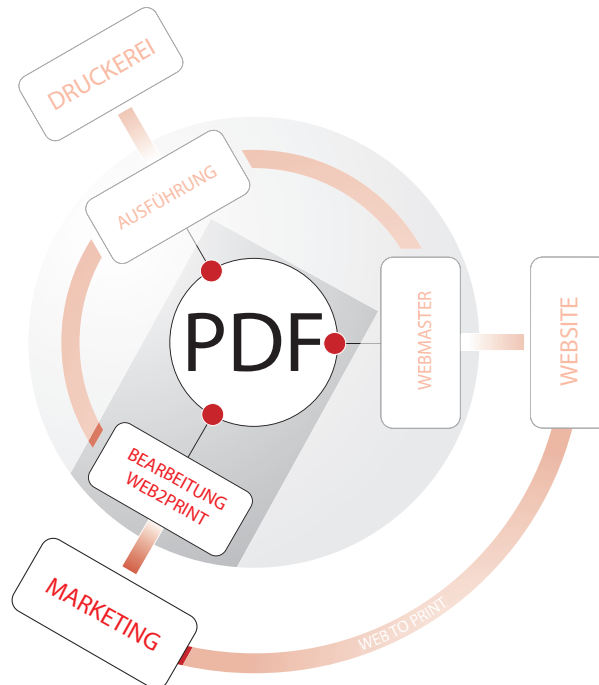 DRUCKEREI
AUSFÜHRUNG
PDF
WEBMASTER
WEBSITE
BEARBEITUNG
WEB2PRINT
MARKETING
WEB TO PRINT